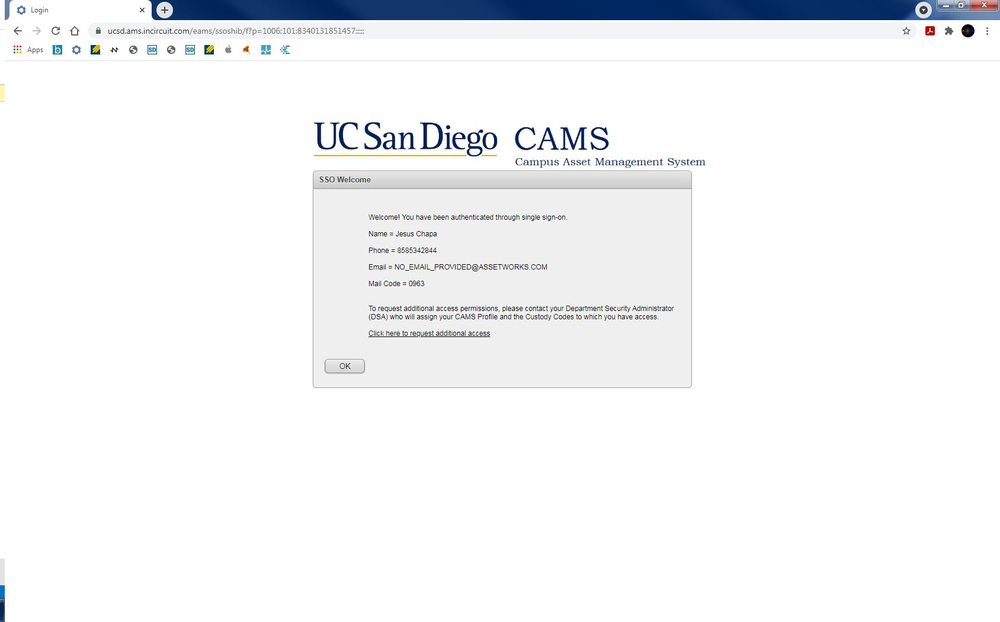 Login
ucsd.ams.incircuit.com/eams/ssoshib/f?p=1006:101:8340131851457:::::
Apps
b
SD
SD
UC San Diego
CAMS
Campus Asset Management System
SSO Welcome
Welcome! You have been authenticated through single sign-on.
Name = Jesus Chapa
Phone = 8585342844
Email = NO_EMAIL_PROVIDED@ASSETWORKS.COM
Mail Code = 0963
To request additional access permissions, please contact your Department Security Administrator
(DSA) who will assign your CAMS Profile and the Custody Codes to which you have access.
Click here to request additional access
OK